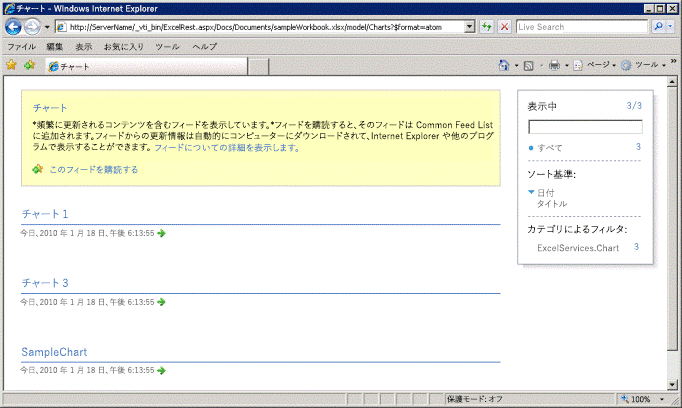 チャート - Windows Internet Explorer
http://ServerName/_vti_bin/ExcelRest.aspx/Docs/Documents/sampleWorkbook.xlsx/model/Charts?$format=atom
Live Search
ファイル 編集 表示 お気に入り ツール ヘルプ
チャート
ページ ツール
チャート
*頻繁に更新されるコンテンツを含むフィードを表示しています。*フィードを購読すると、そのフィードは Common Feed List
に追加されます。フィードからの更新情報は自動的にコンピューターにダウンロードされて、Internet Explorer や他のプログ
ラムで表示することができます。 フィードについての詳細を表示します。
このフィードを購読する
チャート 1
今日、2010 年 1 月 18 日、午後 6:13:55
チャート 3
今日、2010 年 1 月 18 日、午後 6:13:55
SampleChart
今日、2010 年 1 月 18 日、午後 6:13:55
表示中 3/3
すべて 3
ソート基準:
日付
タイトル
カテゴリによるフィルタ:
ExcelServices.Chart 3
保護モード: オフ
100%